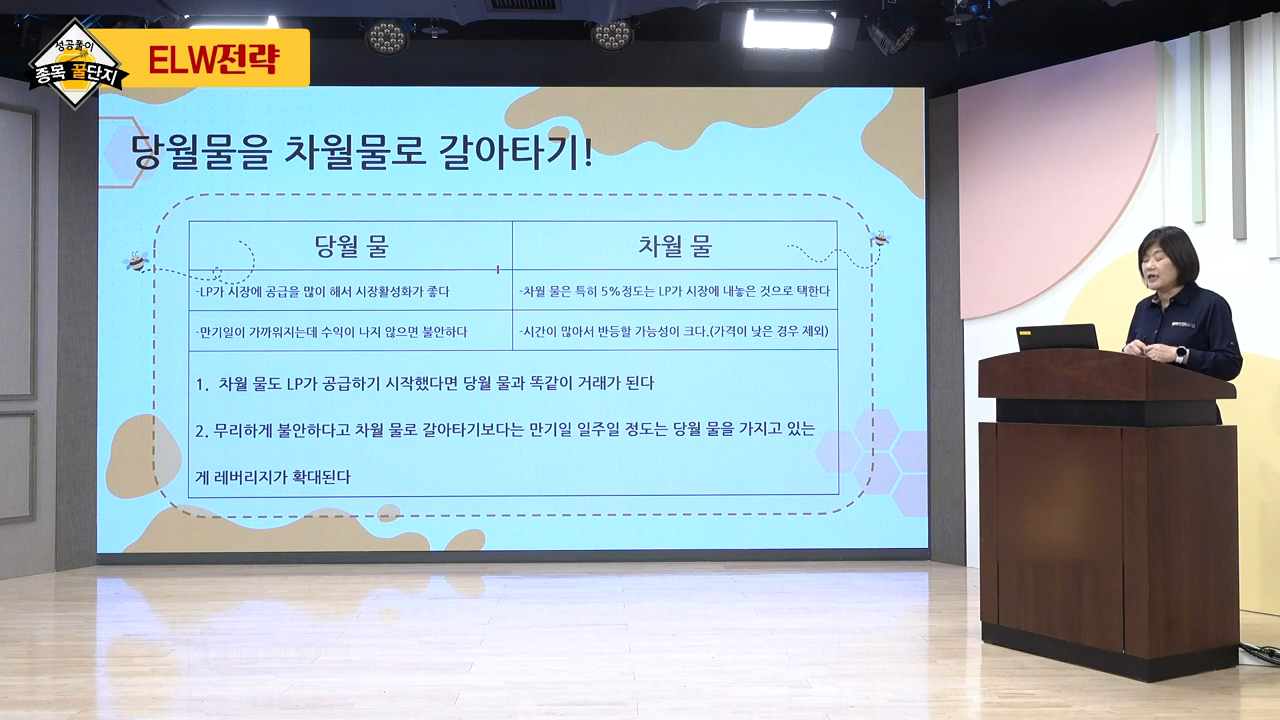 성공풀이
종목 꿀단지
ELW전략
당월물을 차월물로 갈아타기!
당월 물
차월 물
-LP가 시장에 공급을 많이 해서 시장활성화가 좋다
-차월 물은 특히 5%정도는 LP가 시장에 내놓은 것으로 택한다
-만기일이 가까워지는데 수익이 나지 않으면 불안하다
-시간이 많아서 반등할 가능성이 크다.(가격이 낮은 경우 제외)
1. 차월 물도 LP가 공급하기 시작했다면 당월 물과 똑같이 거래가 된다
2. 무리하게 불안하다고 차월 물로 갈아타기보다는 만기일 일주일 정도는 당월 물을 가지고 있는
게 레버리지가 확대된다